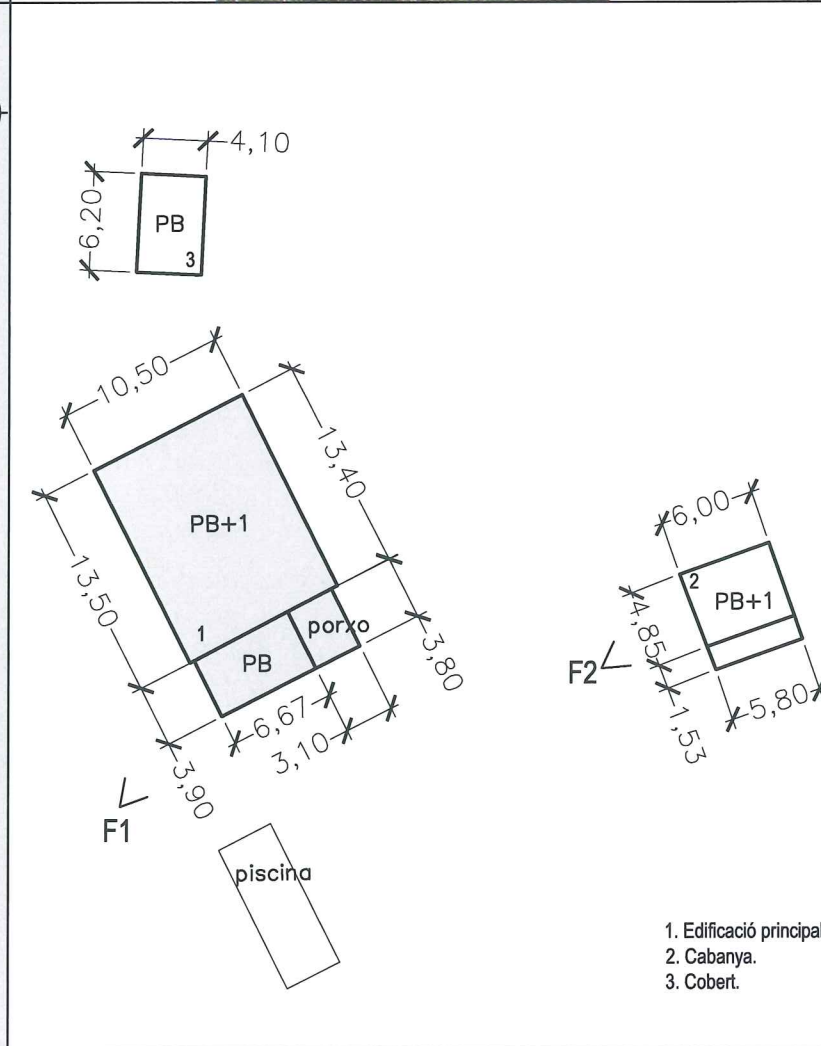 4,10
6,20
PB
3
10,50
13,40
PB+1
13,50
1
PB
porxo
3,80
6,67
3,10
3,90
F1
piscina
6,00
2
PB+1
4,85
F2
5,80
1,53
1. Edificació principal
2. Cabanya.
3. Cobert.